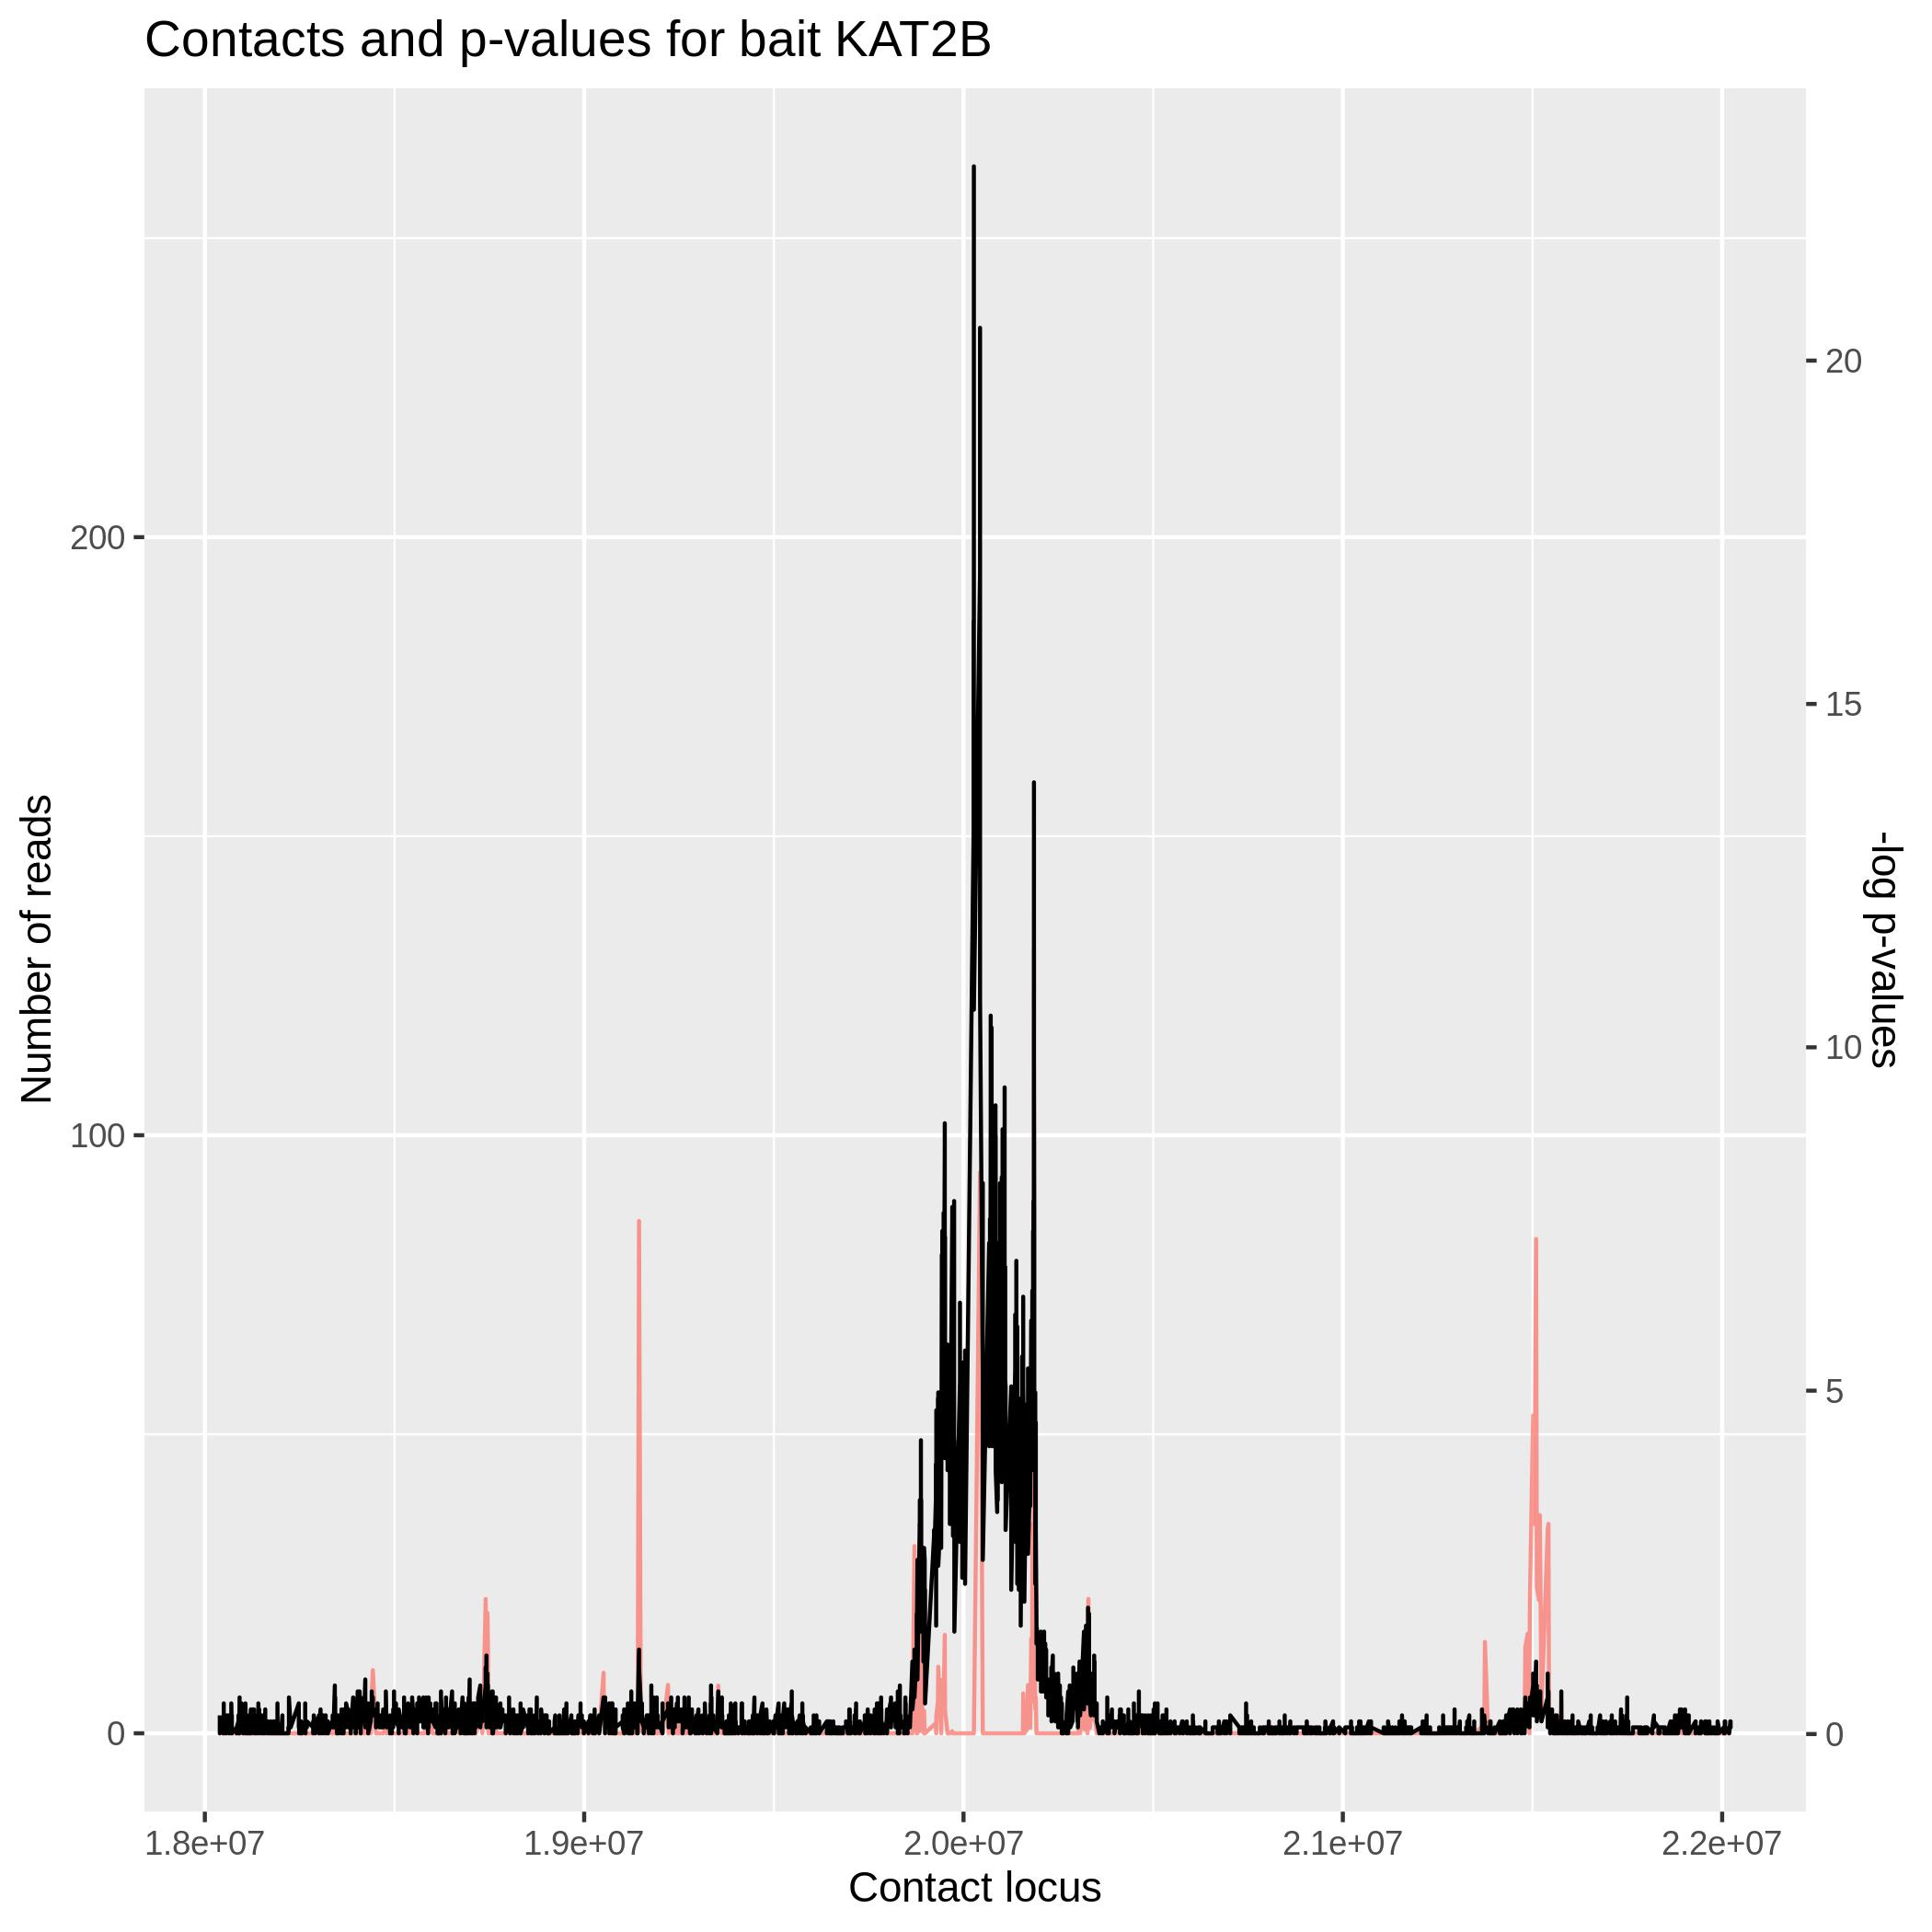 Contacts and p-values for bait KAT2B
Number of reads
200
100
0
20
15
10
5
0
-log p-values
1.8e+07
1.9e+07
2.0e+07
2.1e+07
2.2e+07
Contact locus